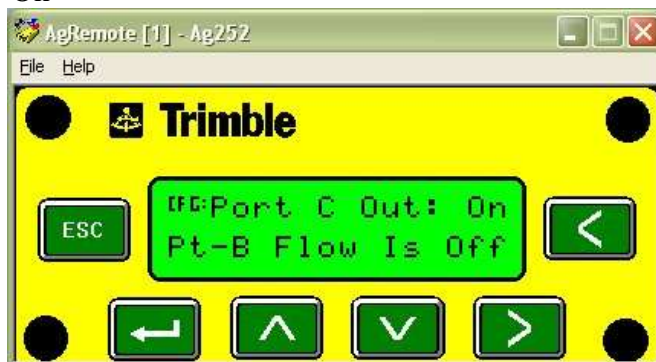 AgRemote [1] - Ag252
File Help
Trimble
ESC
CFG:Port C Out: On
Pt-B Flow Is Off